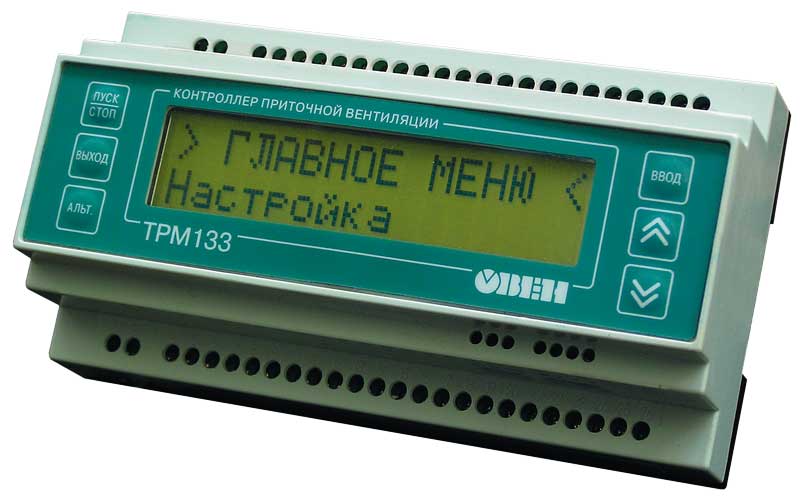 КОНТРОЛЛЕР ПРИТОЧНОЙ ВЕНТИЛЯЦИИ
ПУСК
СТОП
ВЫХОД
АЛЬТ.
> ГЛАВНОЕ МЕНЮ <
Настройка
ВВОД
ТРМ133
ОВЕН